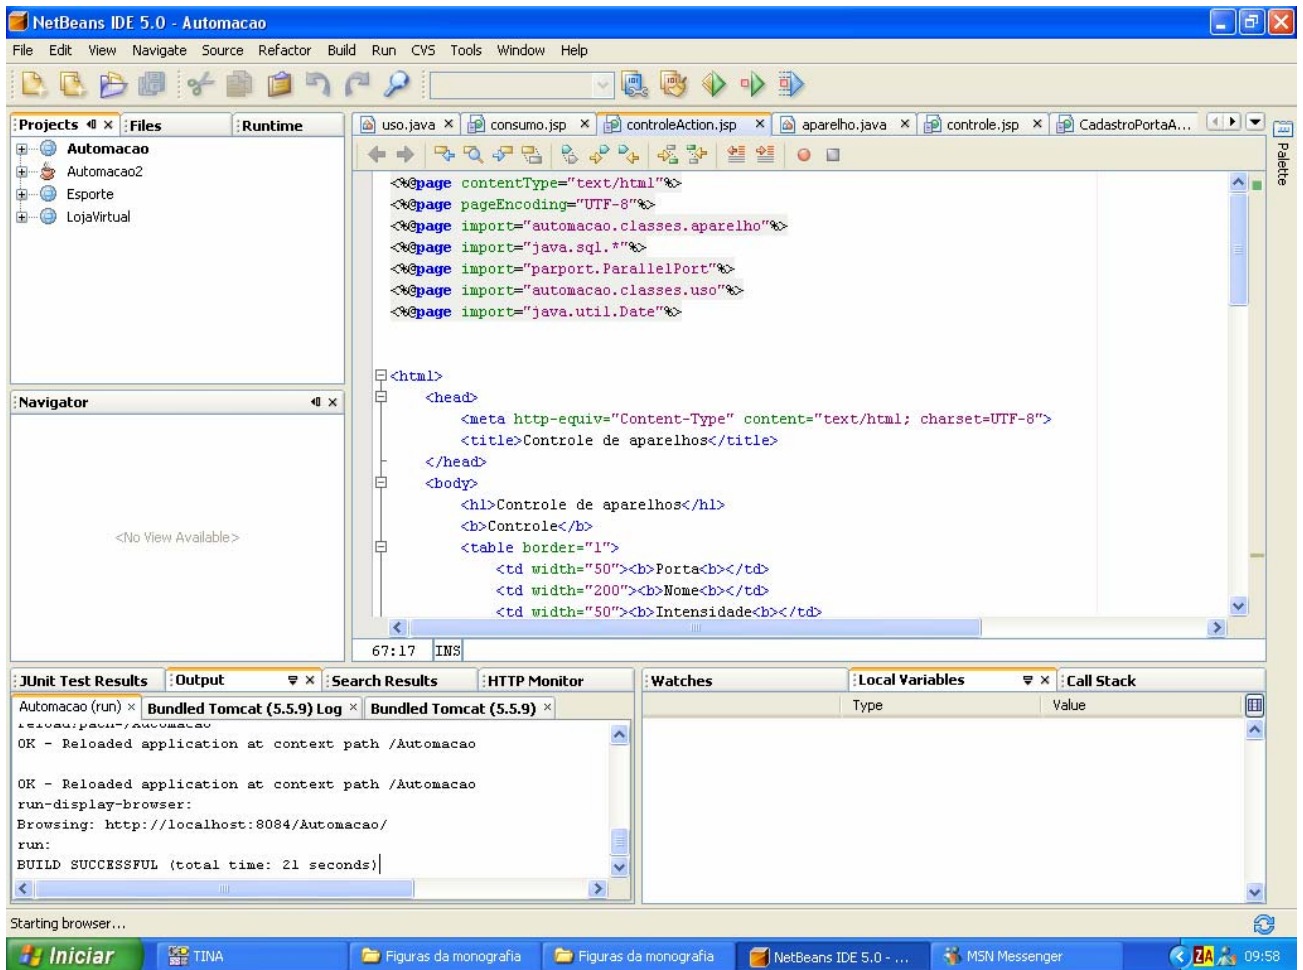 NetBeans IDE 5.0 - Automacao
File Edit View Navigate Source Refactor Build Run CVS Tools Window Help
Projects Files Runtime
uso.java consumo.jsp controleAction.jsp aparelho.java controle.jsp CadastroPortaA...
Palette
Automacao
Automacao2
Esporte
LojaVirtual
<%@page contentType="text/html"%>
<%@page pageEncoding="UTF-8"%>
<%@page import="automacao.classes.aparelho"%>
<%@page import="java.sql.*"%>
<%@page import="parport.ParallelPort"%>
<%@page import="automacao.classes.uso"%>
<%@page import="java.util.Date"%>
<html>
<head>
<meta http-equiv="Content-Type" content="text/html; charset=UTF-8">
<title>Controle de aparelhos</title>
</head>
<body>
<h1>Controle de aparelhos</h1>
<b>Controle</b>
<table border="1">
<td width="50"><b>Porta<b></td>
<td width="200"><b>Nome<b></td>
<td width="50"><b>Intensidade<b></td>
67:17 INS
Navigator
<No View Available>
JUnit Test Results Output Search Results HTTP Monitor
Automacao (run) Bundled Tomcat (5.5.9) Log Bundled Tomcat (5.5.9)
reload?path=/Automacao
OK - Reloaded application at context path /Automacao
OK - Reloaded application at context path /Automacao
run-display-browser:
Browsing: http://localhost:8084/Automacao/
run:
BUILD SUCCESSFUL (total time: 21 seconds)
Watches Local Variables Call Stack
Type Value
Starting browser...
Iniciar TINA Figuras da monografia Figuras da monografia NetBeans IDE 5.0 - ... MSN Messenger ZA 09:58